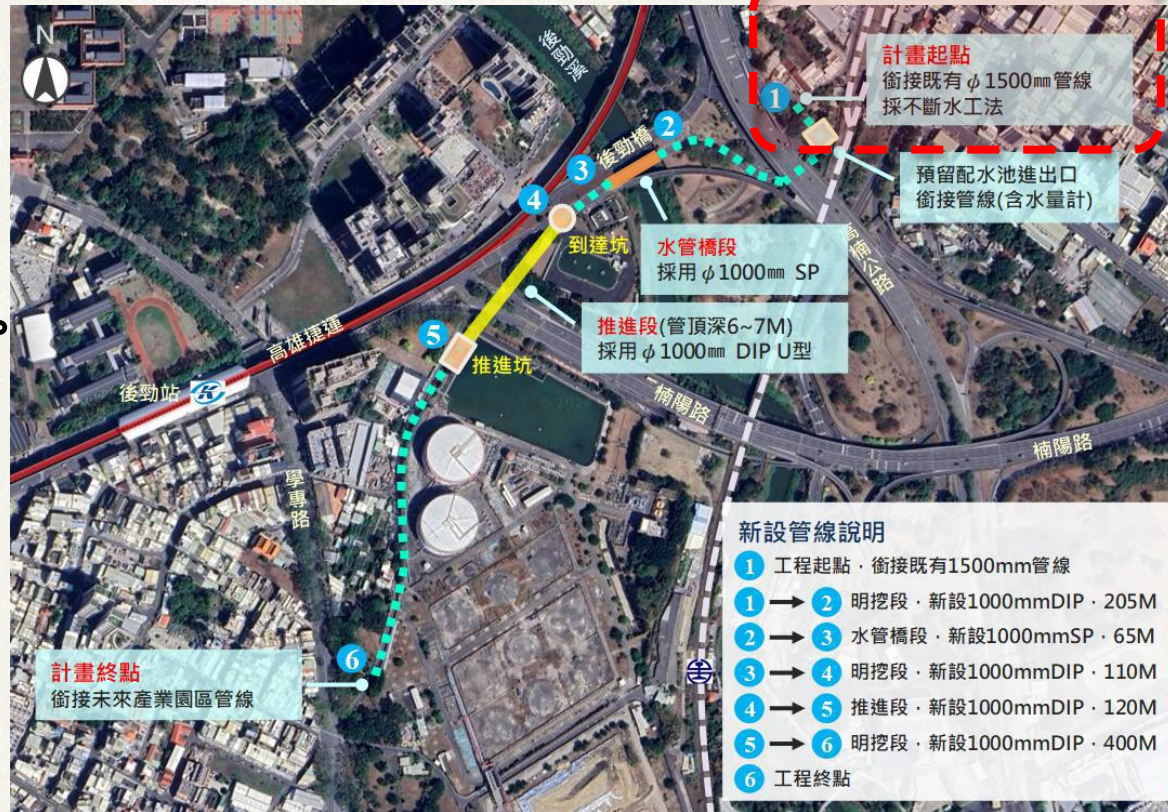 N
後勁溪
計畫起點
銜接既有φ1500㎜管線
採不斷水工法
1
2
後勁橋
3
預留配水池進出口
銜接管線(含水量計)
4
到達坑
水管橋段
採用φ1000㎜ SP
高楠公路
推進段(管頂深6~7M)
採用φ1000㎜ DIP U型
5
推進坑
高雄捷運
後勁站
楠陽路
楠陽路
學專路
新設管線說明
1 工程起點．銜接既有1500mm管線
1 → 2 明挖段．新設1000mmDIP．205M
2 → 3 水管橋段．新設1000mmSP．65M
3 → 4 明挖段．新設1000mmDIP．110M
4 → 5 推進段．新設1000mmDIP．120M
5 → 6 明挖段．新設1000mmDIP．400M
6 工程終點
6
計畫終點
銜接未來產業園區管線